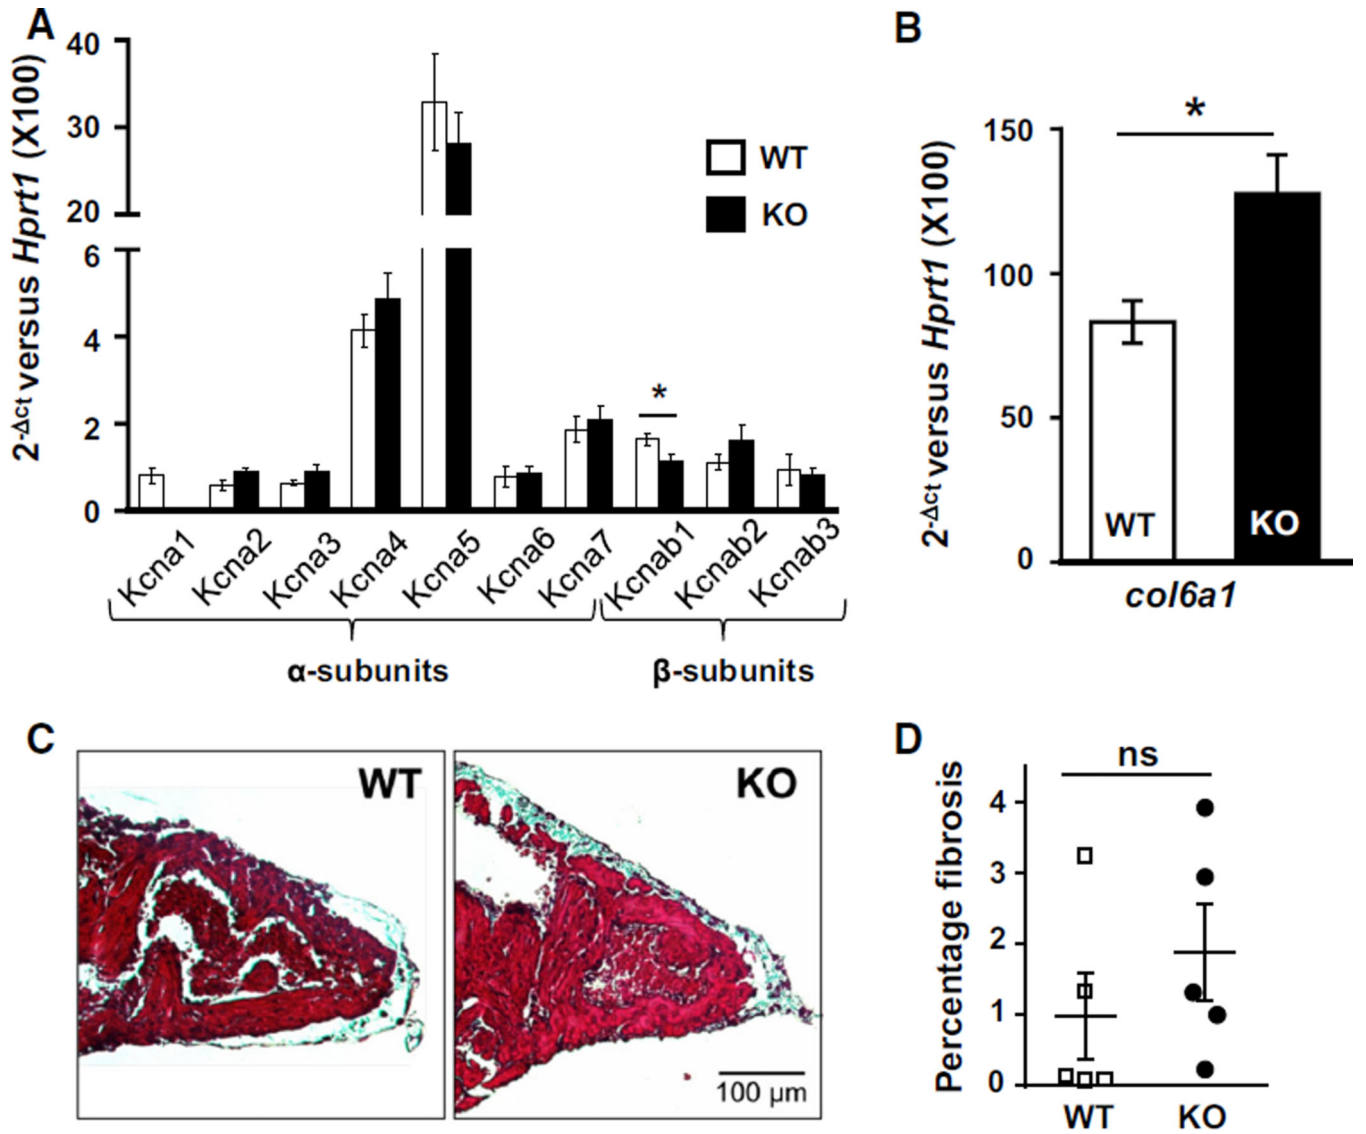 A
2-Δct versus Hprt1 (X100)
40
30
20
6
4
2
0
WT
KO
*
Kcna1
Kcna2
Kcna3
Kcna4
Kcna5
Kcna6
Kcna7
Kcnab1
Kcnab2
Kcnab3
α-subunits
β-subunits
B
2-Δct versus Hprt1 (X100)
150
100
50
0
*
WT
KO
col6a1
C
WT
KO
100 µm
D
Percentage fibrosis
4
3
2
1
0
ns
WT
KO